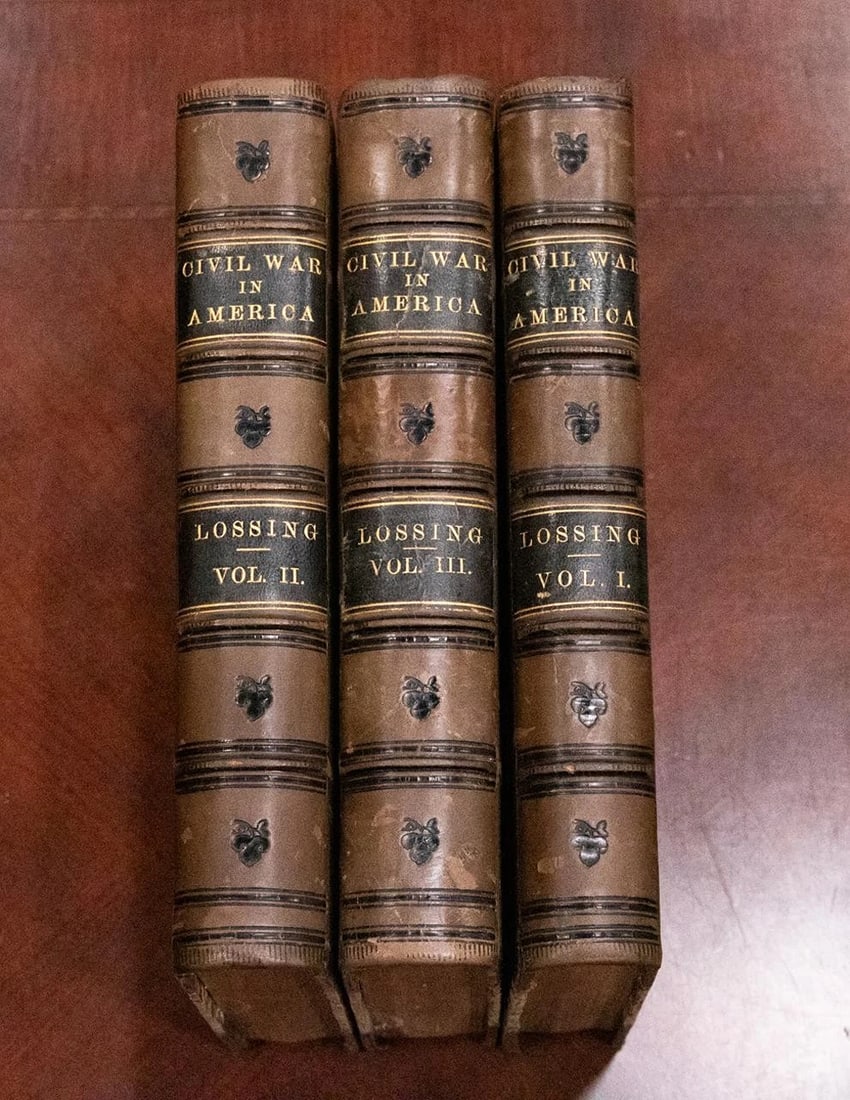 CIVIL WAR
IN
AMERICA
LOSSING
VOL. II.
CIVIL WAR
IN
AMERICA
LOSSING
VOL. III.
CIVIL WAR
IN
AMERICA
LOSSING
VOL. I.